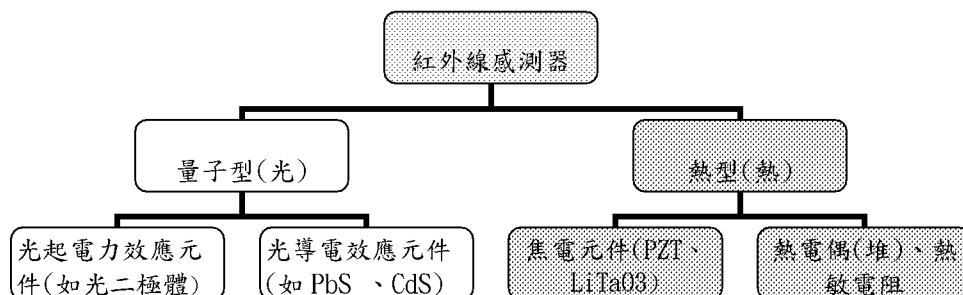 紅外線感測器
量子型(光)
熱型(熱)
光起電力效應元
件(如光二極體)
光導電效應元件
(如 PbS 、CdS)
焦電元件(PZT、
LiTaO3)
熱電偶(堆)、熱
敏電阻